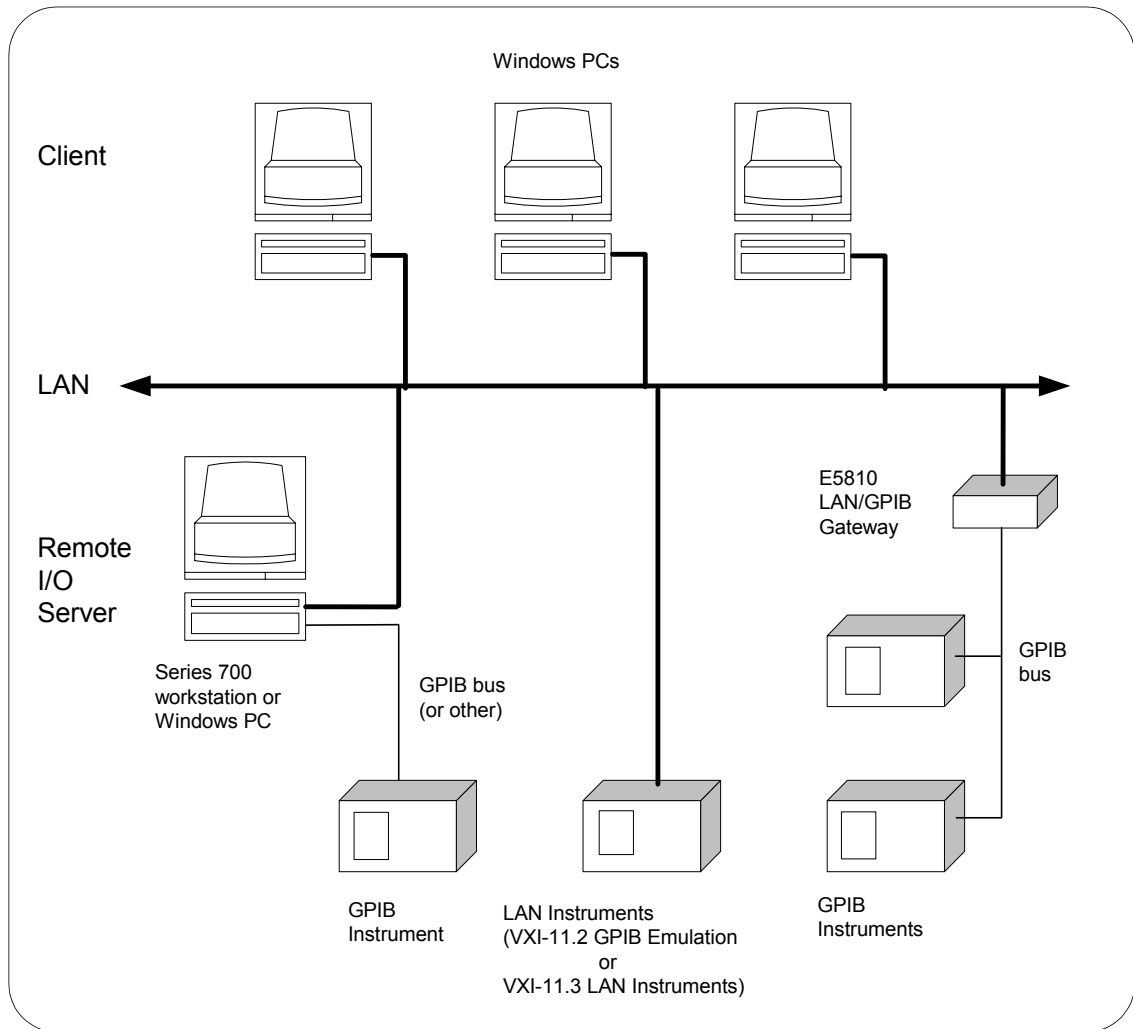 Windows PCs
Client
LAN
E5810
LAN/GPIB
Gateway
Remote
I/O
Server
Series 700
workstation or
Windows PC
GPIB bus
(or other)
GPIB
bus
GPIB
Instrument
LAN Instruments
(VXI-11.2 GPIB Emulation
or
VXI-11.3 LAN Instruments)
GPIB
Instruments